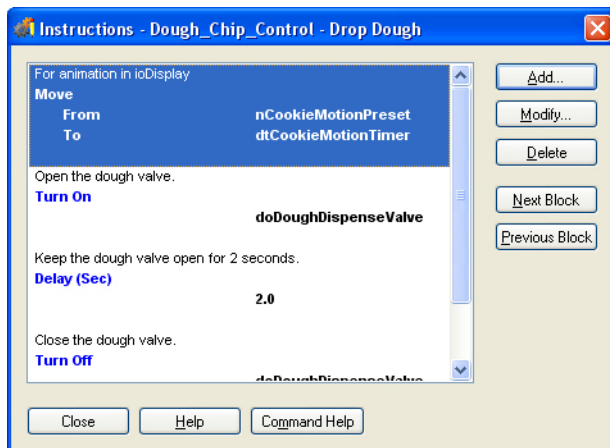 Instructions - Dough_Chip_Control - Drop Dough
For animation in ioDisplay
Move
From nCookieMotionPreset
To dtCookieMotionTimer
Open the dough valve.
Turn On
doDoughDispenseValve
Keep the dough valve open for 2 seconds.
Delay (Sec)
2.0
Close the dough valve.
Turn Off
doDoughDispenseValve
Add...
Modify...
Delete
Next Block
Previous Block
Close Help Command Help